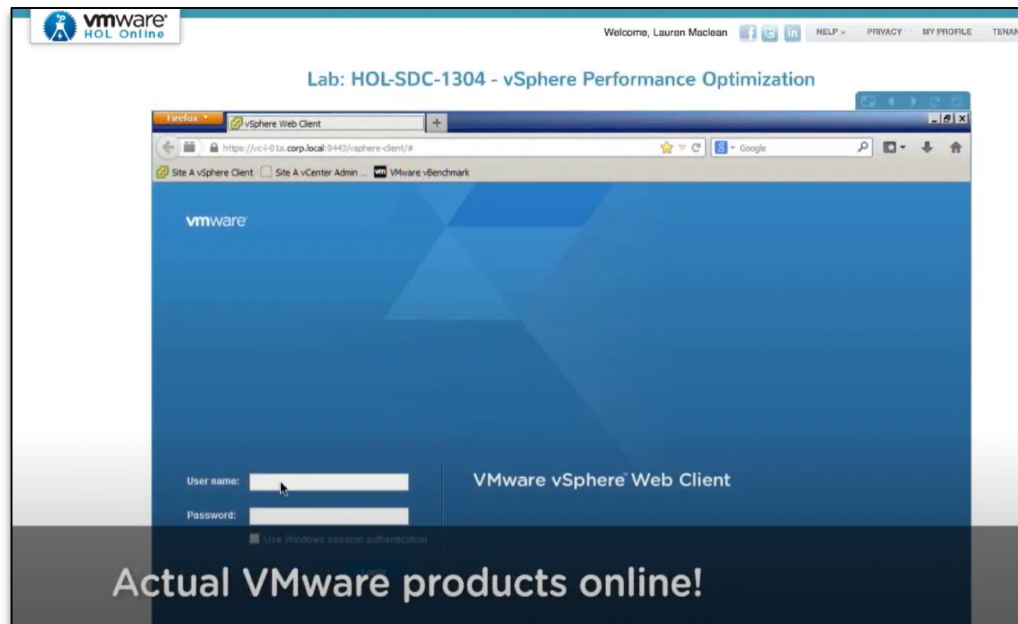 vmware
HOL Online
Welcome, Lauren Maclean
HELP
PRIVACY
MY PROFILE
TENAN
Lab: HOL-SDC-1304 - vSphere Performance Optimization
Firefox
vSphere Web Client
+
https://vc-l-01a.corp.local:9443/vsphere-client/#
Google
Site A vSphere Client
Site A vCenter Admin ...
VMware vBenchmark
vmware
User name:
VMware vSphere™ Web Client
Password:
Use Windows session authentication
Actual VMware products online!